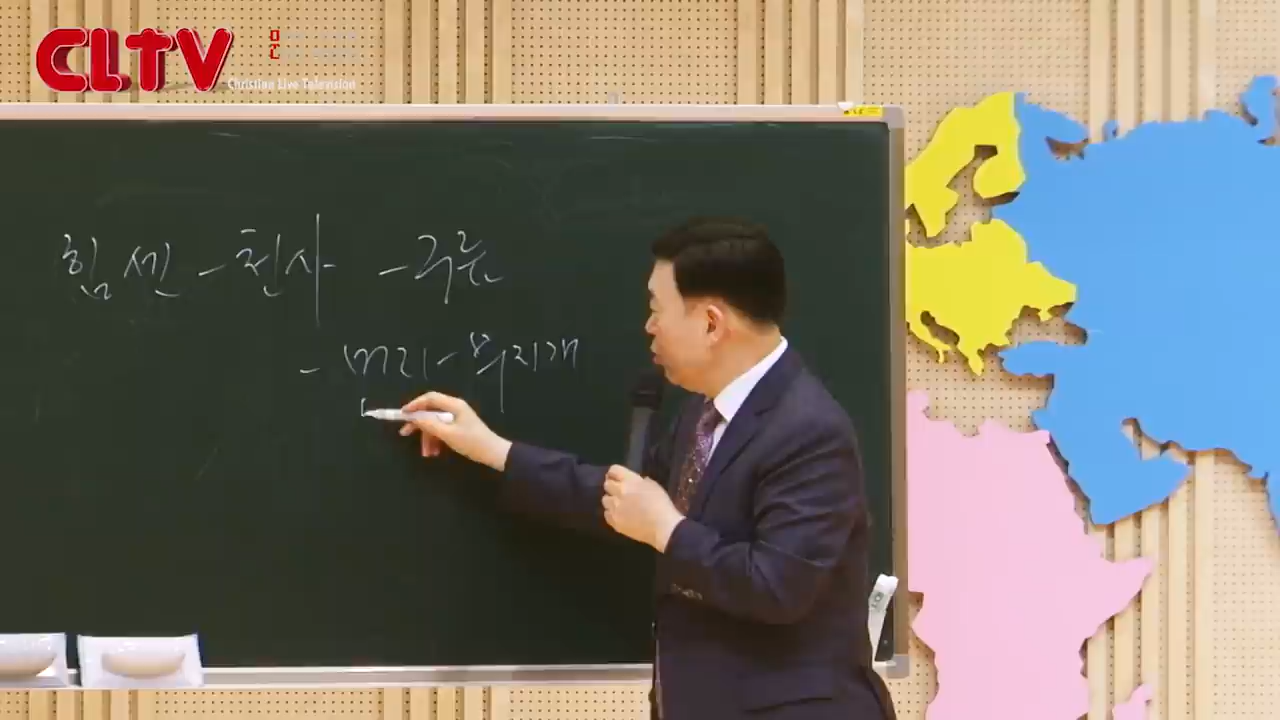 CLTV
Christian Live Television
힘센 - 천사 - 구름
- 머리 - 무지개